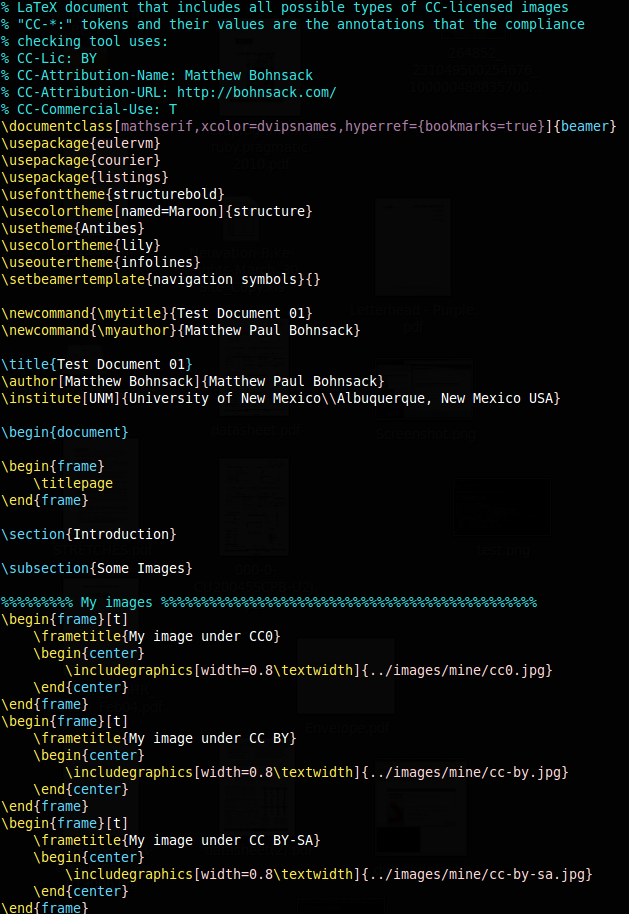 % LaTeX document that includes all possible types of CC-licensed images
% "CC-*:" tokens and their values are the annotations that the compliance
% checking tool uses:
% CC-Lic: BY
% CC-Attribution-Name: Matthew Bohnsack
% CC-Attribution-URL: http://bohnsack.com/
% CC-Commercial-Use: T
\documentclass[mathserif,xcolor=dvipsnames,hyperref={bookmarks=true}]{beamer}
\usepackage{eulervm}
\usepackage{courier}
\usepackage{listings}
\usefonttheme{structurebold}
\usecolortheme[named=Maroon]{structure}
\usetheme{Antibes}
\usecolortheme{lily}
\useoutertheme{infolines}
\setbeamertemplate{navigation symbols}{}

\newcommand{\mytitle}{Test Document 01}
\newcommand{\myauthor}{Matthew Paul Bohnsack}

\title{Test Document 01}
\author[Matthew Bohnsack]{Matthew Paul Bohnsack}
\institute[UNM]{University of New Mexico\\Albuquerque, New Mexico USA}

\begin{document}

\begin{frame}
    \titlepage
\end{frame}

\section{Introduction}

\subsection{Some Images}

%%%%%%%%% My images %%%%%%%%%%%%%%%%%%%%%%%%%%%%%%%%%%%%%%%%%%%%%%%
\begin{frame}[t]
    \frametitle{My image under CC0}
    \begin{center}
        \includegraphics[width=0.8\textwidth]{../images/mine/cc0.jpg}
    \end{center}
\end{frame}
\begin{frame}[t]
    \frametitle{My image under CC BY}
    \begin{center}
        \includegraphics[width=0.8\textwidth]{../images/mine/cc-by.jpg}
    \end{center}
\end{frame}
\begin{frame}[t]
    \frametitle{My image under CC BY-SA}
    \begin{center}
        \includegraphics[width=0.8\textwidth]{../images/mine/cc-by-sa.jpg}
    \end{center}
\end{frame}